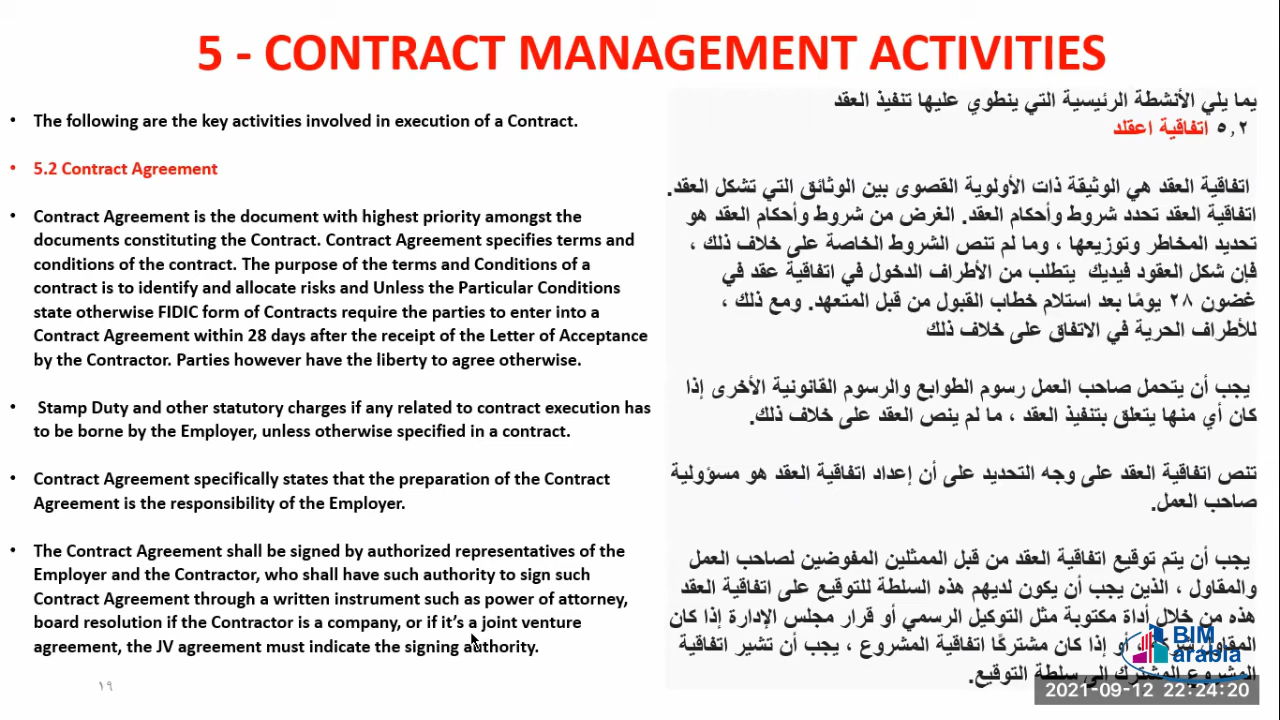 5 - CONTRACT MANAGEMENT ACTIVITIES
• The following are the key activities involved in execution of a Contract.
• 5.2 Contract Agreement
• Contract Agreement is the document with highest priority amongst the
documents constituting the Contract. Contract Agreement specifies terms and
conditions of the contract. The purpose of the terms and Conditions of a
contract is to identify and allocate risks and Unless the Particular Conditions
state otherwise FIDIC form of Contracts require the parties to enter into a
Contract Agreement within 28 days after the receipt of the Letter of Acceptance
by the Contractor. Parties however have the liberty to agree otherwise.
• Stamp Duty and other statutory charges if any related to contract execution has
to be borne by the Employer, unless otherwise specified in a contract.
• Contract Agreement specifically states that the preparation of the Contract
Agreement is the responsibility of the Employer.
• The Contract Agreement shall be signed by authorized representatives of the
Employer and the Contractor, who shall have such authority to sign such
Contract Agreement through a written instrument such as power of attorney,
board resolution if the Contractor is a company, or if it's a joint venture
agreement, the JV agreement must indicate the signing authority.
يما يلي الأنشطة الرئيسية التي ينطوي عليها تنفيذ العقد
٥,٢ اتفاقية اعقلد
اتفاقية العقد هي الوثيقة ذات الأولوية القصوى بين الوثائق التي تشكل العقد.
اتفاقية العقد تحدد شروط وأحكام العقد. الغرض من شروط وأحكام العقد هو
تحديد المخاطر وتوزيعها ، وما لم تنص الشروط الخاصة على خلاف ذلك ،
فإن شكل العقود فيديك يتطلب من الأطراف الدخول في اتفاقية عقد في
غضون ٢٨ يومًا بعد استلام خطاب القبول من قبل المتعهد. ومع ذلك ،
للأطراف الحرية في الاتفاق على خلاف ذلك
يجب أن يتحمل صاحب العمل رسوم الطوابع والرسوم القانونية الأخرى إذا
كان أي منها يتعلق بتنفيذ العقد ، ما لم ينص العقد على خلاف ذلك.
تنص اتفاقية العقد على وجه التحديد على أن إعداد اتفاقية العقد هو مسؤولية
صاحب العمل.
يجب أن يتم توقيع اتفاقية العقد من قبل الممثلين المفوضين لصاحب العمل
والمقاول ، الذين يجب أن يكون لديهم هذه السلطة للتوقيع على اتفاقية العقد
هذه من خلال أداة مكتوبة مثل التوكيل الرسمي أو قرار مجلس الإدارة إذا كان
المقاول شركة ، أو إذا كان مشتركًا اتفاقية المشروع ، يجب أن تشير اتفاقية
المشروع المشترك إلى سلطة التوقيع.
BIM
arabia
١٩
2021-09-12 22:24:20